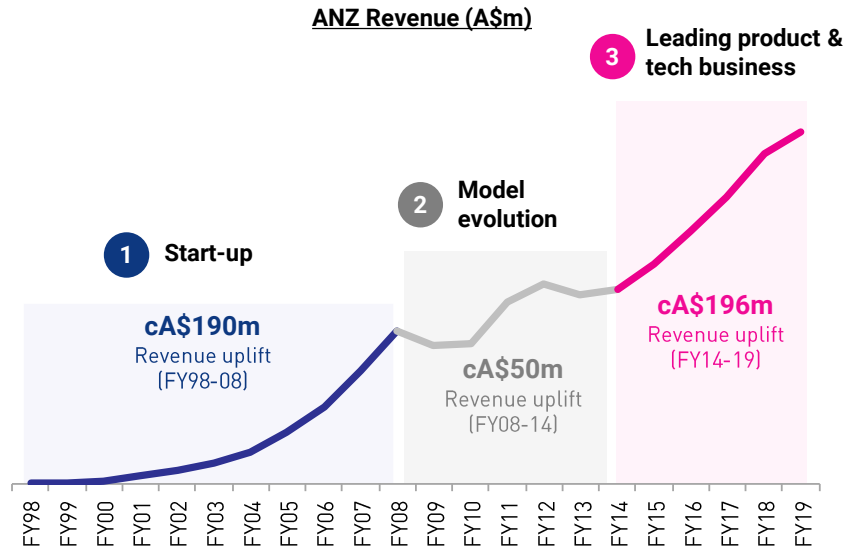 ANZ Revenue (A$m)
3
Leading product &
tech business
2
Model
evolution
1
Start-up
cA$190m
Revenue uplift
(FY98-08)
cA$50m
Revenue uplift
(FY08-14)
cA$196m
Revenue uplift
(FY14-19)
FY98
FY99
FY00
FY01
FY02
FY03
FY04
FY05
FY06
FY07
FY08
FY09
FY10
FY11
FY12
FY13
FY14
FY15
FY16
FY17
FY18
FY19